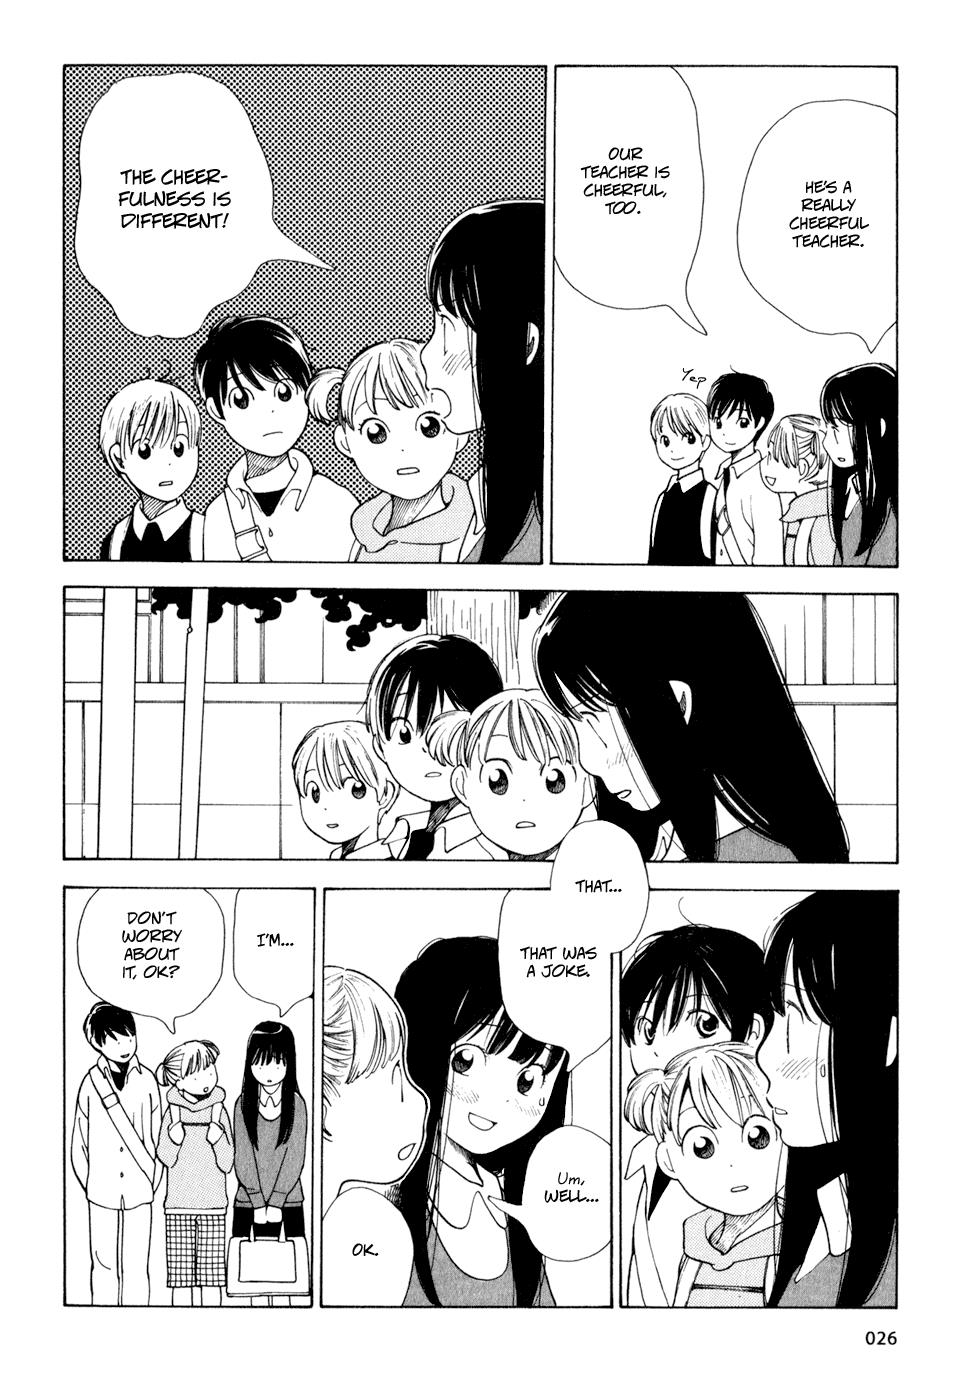 HE'S A
REALLY
CHEERFUL
TEACHER.
OUR
TEACHER IS
CHEERFUL,
TOO.
Yep
THE CHEER-
FULNESS IS
DIFFERENT!
THAT...
THAT WAS
A JOKE.
Um,
WELL...
OK.
I'M...
DON'T
WORRY
ABOUT
IT, OK?
026